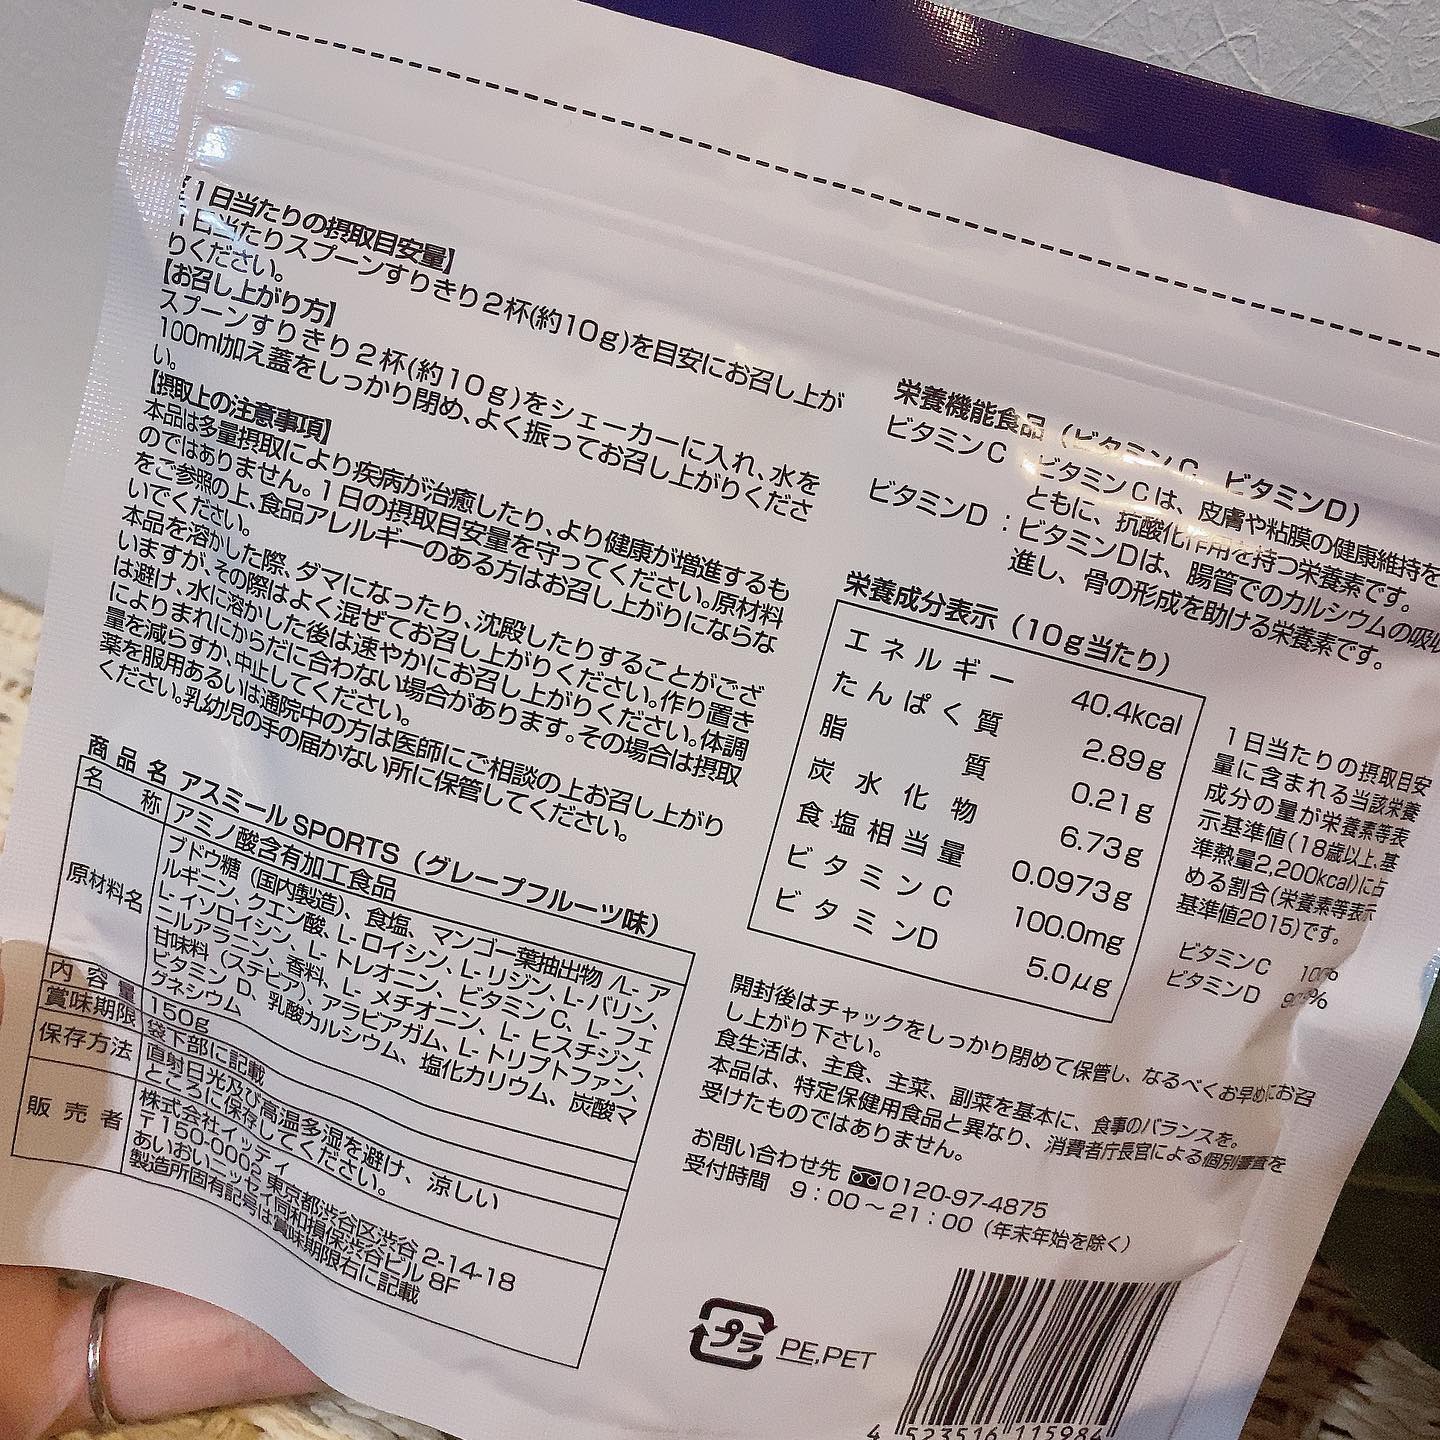 【1日当たりの摂取目安量】
1日当たりスプーンすりきり2杯(約10g)を目安にお召し上が
りください。
【お召し上がり方】
スプーンすりきり2杯(約10g)をシェーカーに入れ、水を
100ml加え蓋をしっかり閉め、よく振ってお召し上がりくださ
い。
【摂取上の注意事項】
本品は多量摂取により疾病が治癒したり、より健康が増進するも
のではありません。1日の摂取目安量を守ってください。原材料
をご参照の上、食品アレルギーのある方はお召し上がりにならな
いでください。
本品を溶かした際、ダマになったり、沈殿したりすることがござ
いますが、その際はよく混ぜてお召し上がりください。作り置き
は避け、水に溶かした後は速やかにお召し上がりください。体調
によりまれにからだに合わない場合があります。その場合は摂取
量を減らすか、中止してください。
薬を服用あるいは通院中の方は医師にご相談の上お召し上がり
ください。乳幼児の手の届かない所に保管してください。
商品名 アスミール SPORTS（グレープフルーツ味）
名称 アミノ酸含有加工食品
原材料名 ブドウ糖（国内製造）、食塩、マンゴー葉抽出物 /L- ア
ルギニン、クエン酸、L- ロイシン、L- リジン、L- バリン、
L- イソロイシン、L- トレオニン、ビタミン C、L- フェ
ニルアラニン、香料、L- メチオニン、L- ヒスチジン、
甘味料（ステビア）、アラビアガム、L- トリプトファン、
ビタミン D、乳酸カルシウム、塩化カリウム、炭酸マ
グネシウム
内容量 150g
賞味期限 袋下部に記載
保存方法 直射日光及び高温多湿を避け、涼しい
ところに保存してください。
販売者 株式会社イッティ
〒150-0002 東京都渋谷区渋谷 2-14-18
あいおいニッセイ同和損保渋谷ビル 8F
製造所固有記号は賞味期限右に記載
栄養機能食品（ビタミンC、ビタミンD）
ビタミンC：ビタミンCは、皮膚や粘膜の健康維持を
ともに、抗酸化作用を持つ栄養素です。
ビタミンD：ビタミンDは、腸管でのカルシウムの吸収
進し、骨の形成を助ける栄養素です。
栄養成分表示（10g当たり）
エネルギー 40.4kcal
たんぱく質 2.89g
脂質 0.21g
炭水化物 6.73g
食塩相当量 0.0973g
ビタミンC 100.0mg
ビタミンD 5.0μg
1日当たりの摂取目安
量に含まれる当該栄養
成分の量が栄養素等表
示基準値(18歳以上、基
準熱量2,200kcal)に占
める割合(栄養素等表示
基準値2015)です。
ビタミンC
ビタミンD
開封後はチャックをしっかり閉めて保管し、なるべくお早めにお召
し上がり下さい。
食生活は、主食、主菜、副菜を基本に、食事のバランスを。
本品は、特定保健用食品と異なり、消費者庁長官による個別審査を
受けたものではありません。
お問い合わせ先 0120-97-4875
受付時間 9：00～21：00（年末年始を除く）
プラ PE,PET
4 523516 115984